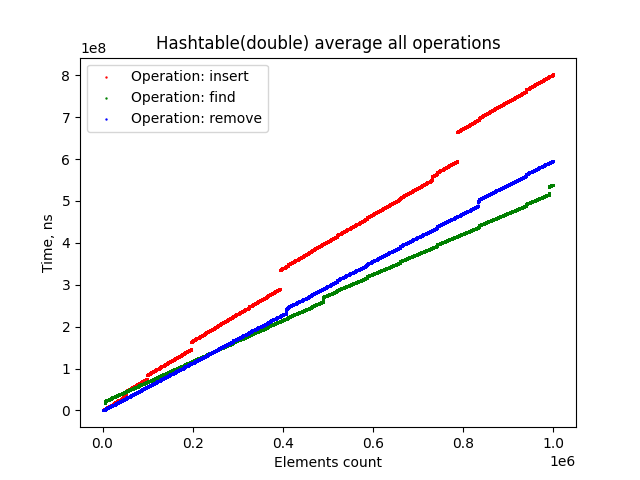 Hashtable(double) average all operations
1e8
Time, ns
8
7
6
5
4
3
2
1
0
Operation: insert
Operation: find
Operation: remove
0.0 0.2 0.4 0.6 0.8 1.0
1e6
Elements count